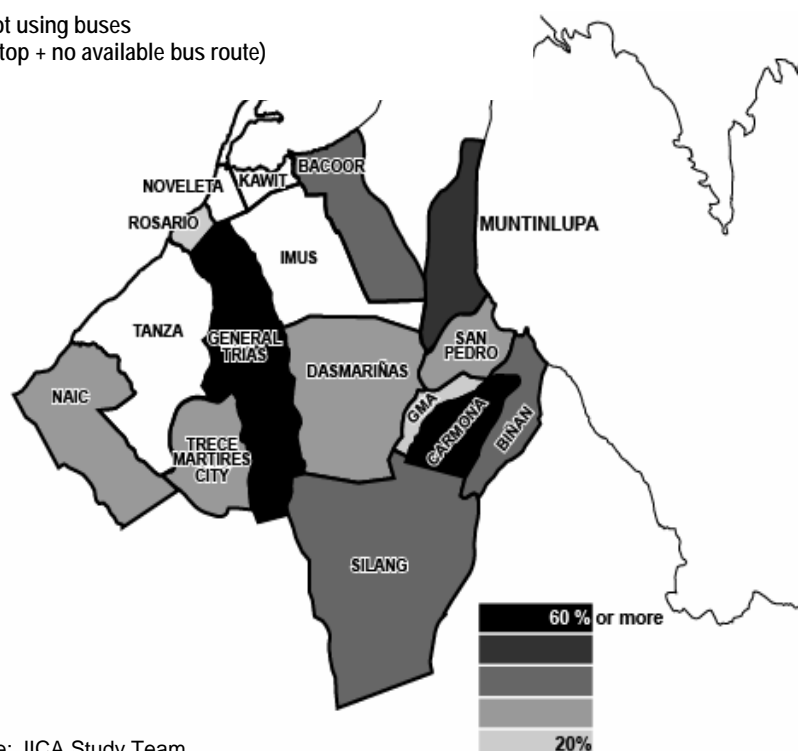 ot using buses
top + no available bus route)
BACOOR
KAWIT
NOVELETA
ROSARIO
MUNTINLUPA
IMUS
TANZA
GENERAL
TRIAS
SAN
PEDRO
DASMARIÑAS
NAIC
GMA
CARMONA
BIÑAN
TRECE
MARTIRES
CITY
SILANG
60 % or more
20%
e: JICA Study Team